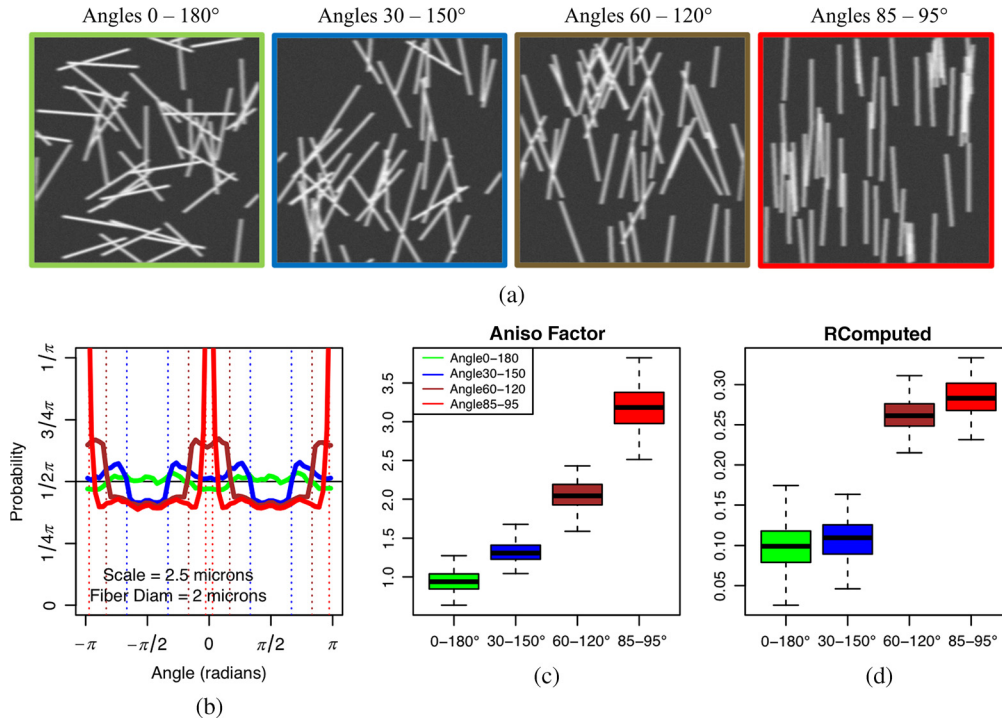 Angles 0 – 180°
Angles 30 – 150°
Angles 60 – 120°
Angles 85 – 95°
(a)
Probability
1/π
3/4π
1/2π
1/4π
0
Scale = 2.5 microns
Fiber Diam = 2 microns
−π
−π/2
0
π/2
π
Angle (radians)
(b)
Aniso Factor
Angle0−180
Angle30−150
Angle60−120
Angle85−95
3.5
3.0
2.5
2.0
1.5
1.0
0−180°
30−150°
60−120°
85−95°
(c)
RComputed
0.30
0.25
0.20
0.15
0.10
0.05
0−180°
30−150°
60−120°
85−95°
(d)